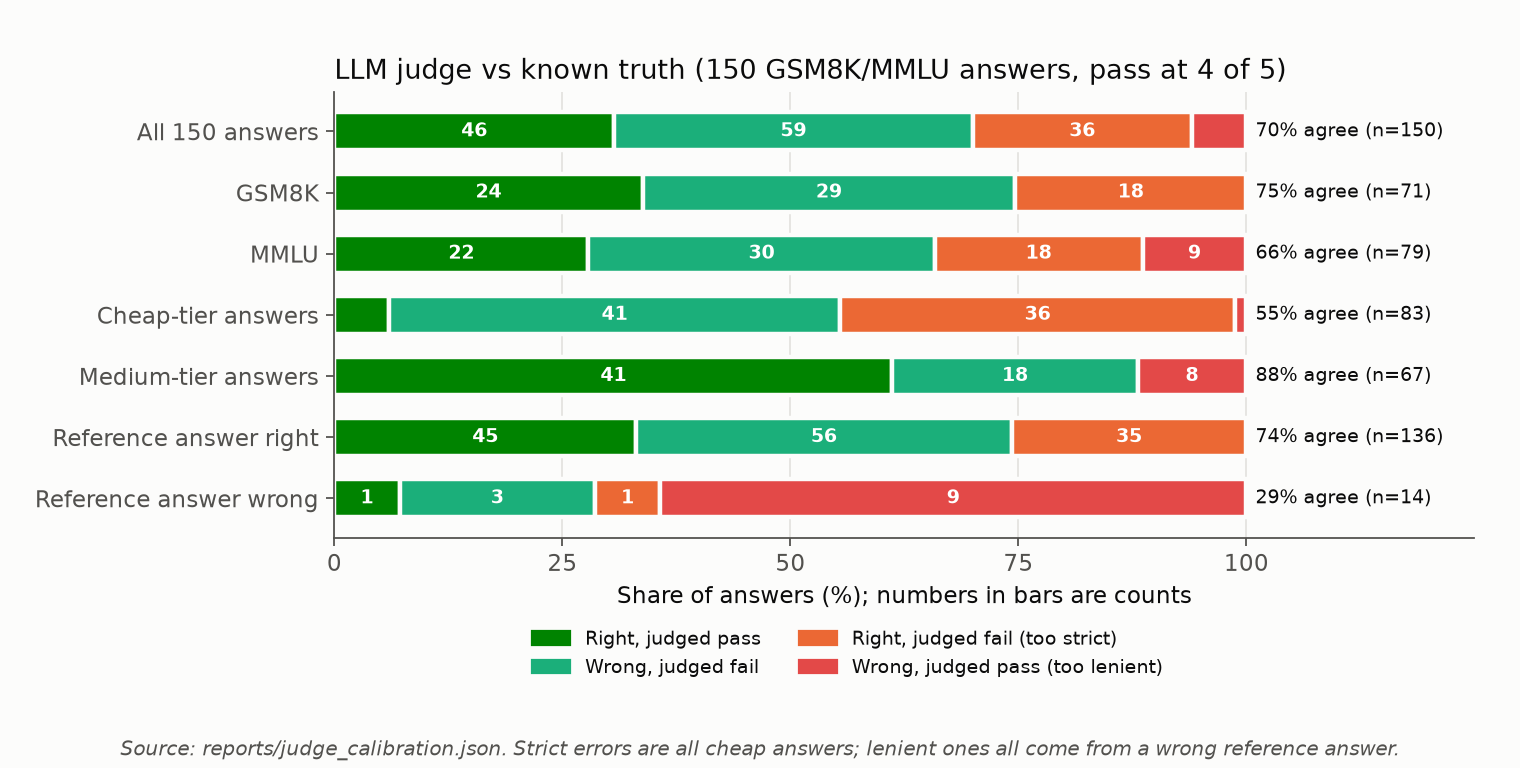 LLM judge vs known truth (150 GSM8K/MMLU answers, pass at 4 of 5)
All 150 answers 46 59 36 70% agree (n=150)
GSM8K 24 29 18 75% agree (n=71)
MMLU 22 30 18 9 66% agree (n=79)
Cheap-tier answers 41 36 55% agree (n=83)
Medium-tier answers 41 18 8 88% agree (n=67)
Reference answer right 45 56 35 74% agree (n=136)
Reference answer wrong 1 3 1 9 29% agree (n=14)
0 25 50 75 100
Share of answers (%); numbers in bars are counts
Right, judged pass Right, judged fail (too strict)
Wrong, judged fail Wrong, judged pass (too lenient)
Source: reports/judge_calibration.json. Strict errors are all cheap answers; lenient ones all come from a wrong reference answer.